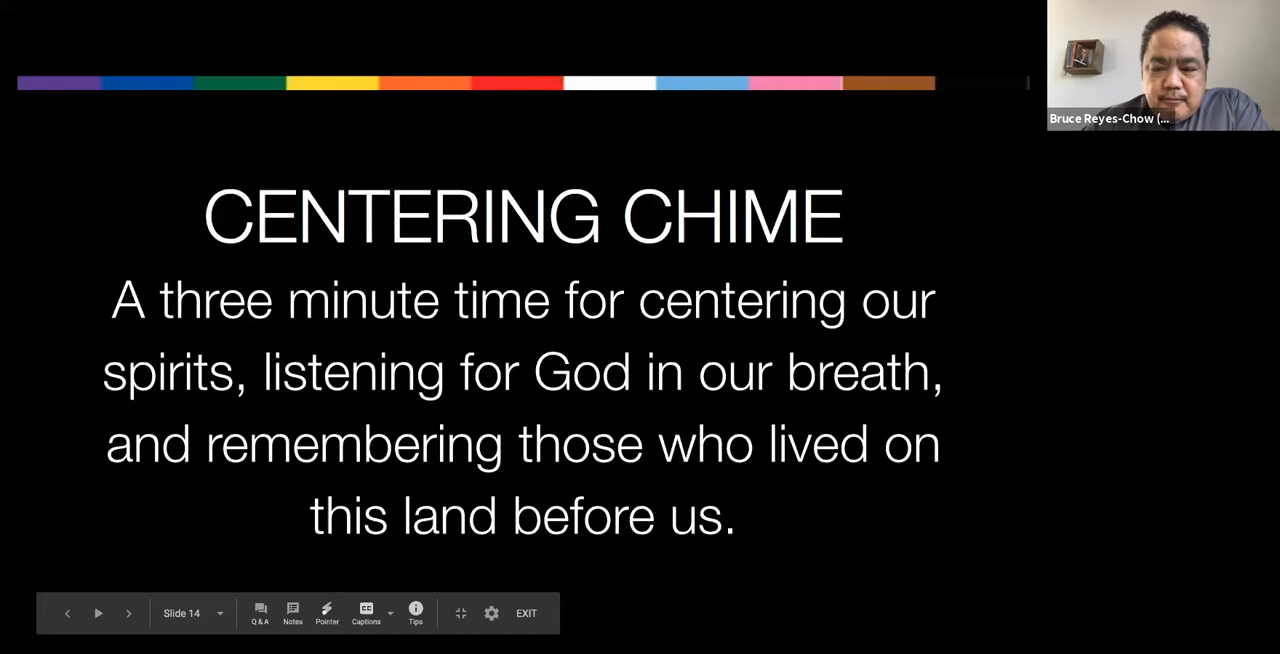 Bruce Reyes-Chow (...
CENTERING CHIME
A three minute time for centering our
spirits, listening for God in our breath,
and remembering those who lived on
this land before us.
Slide 14
Q & A
Notes
Pointer
CC
Captions
Tips
EXIT